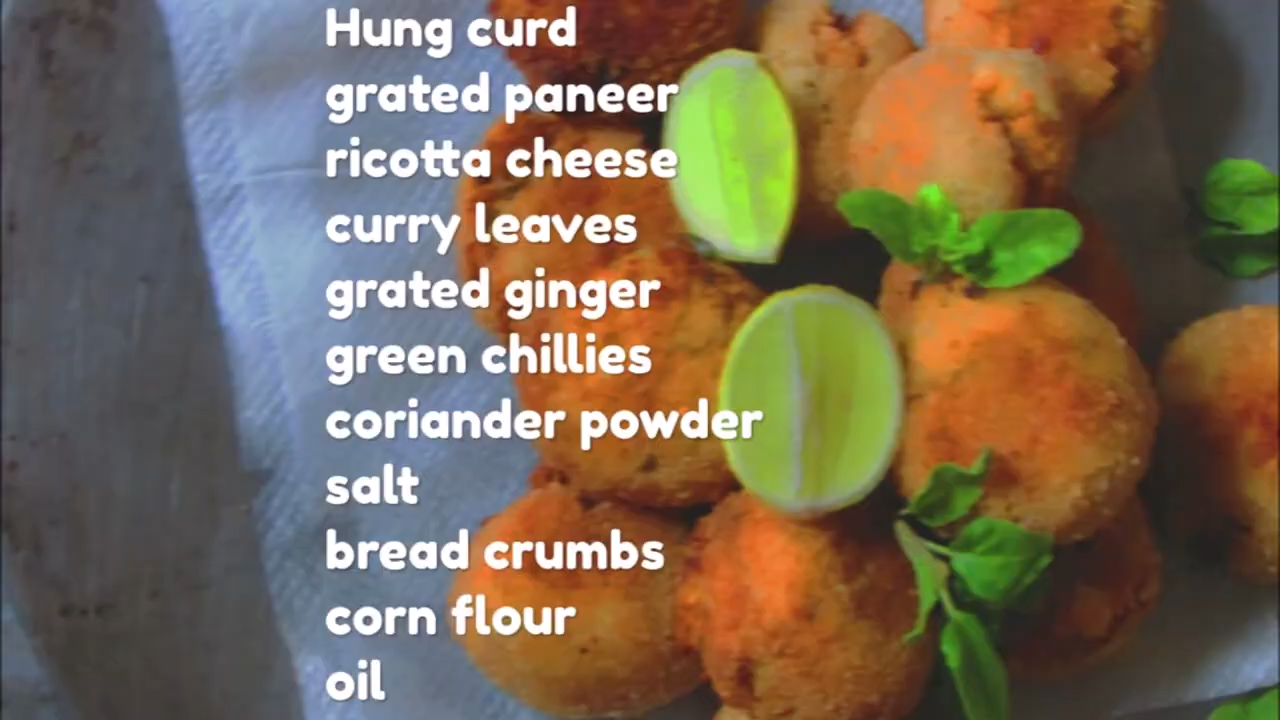 Hung curd
grated paneer
ricotta cheese
curry leaves
grated ginger
green chillies
coriander powder
salt
bread crumbs
corn flour
oil